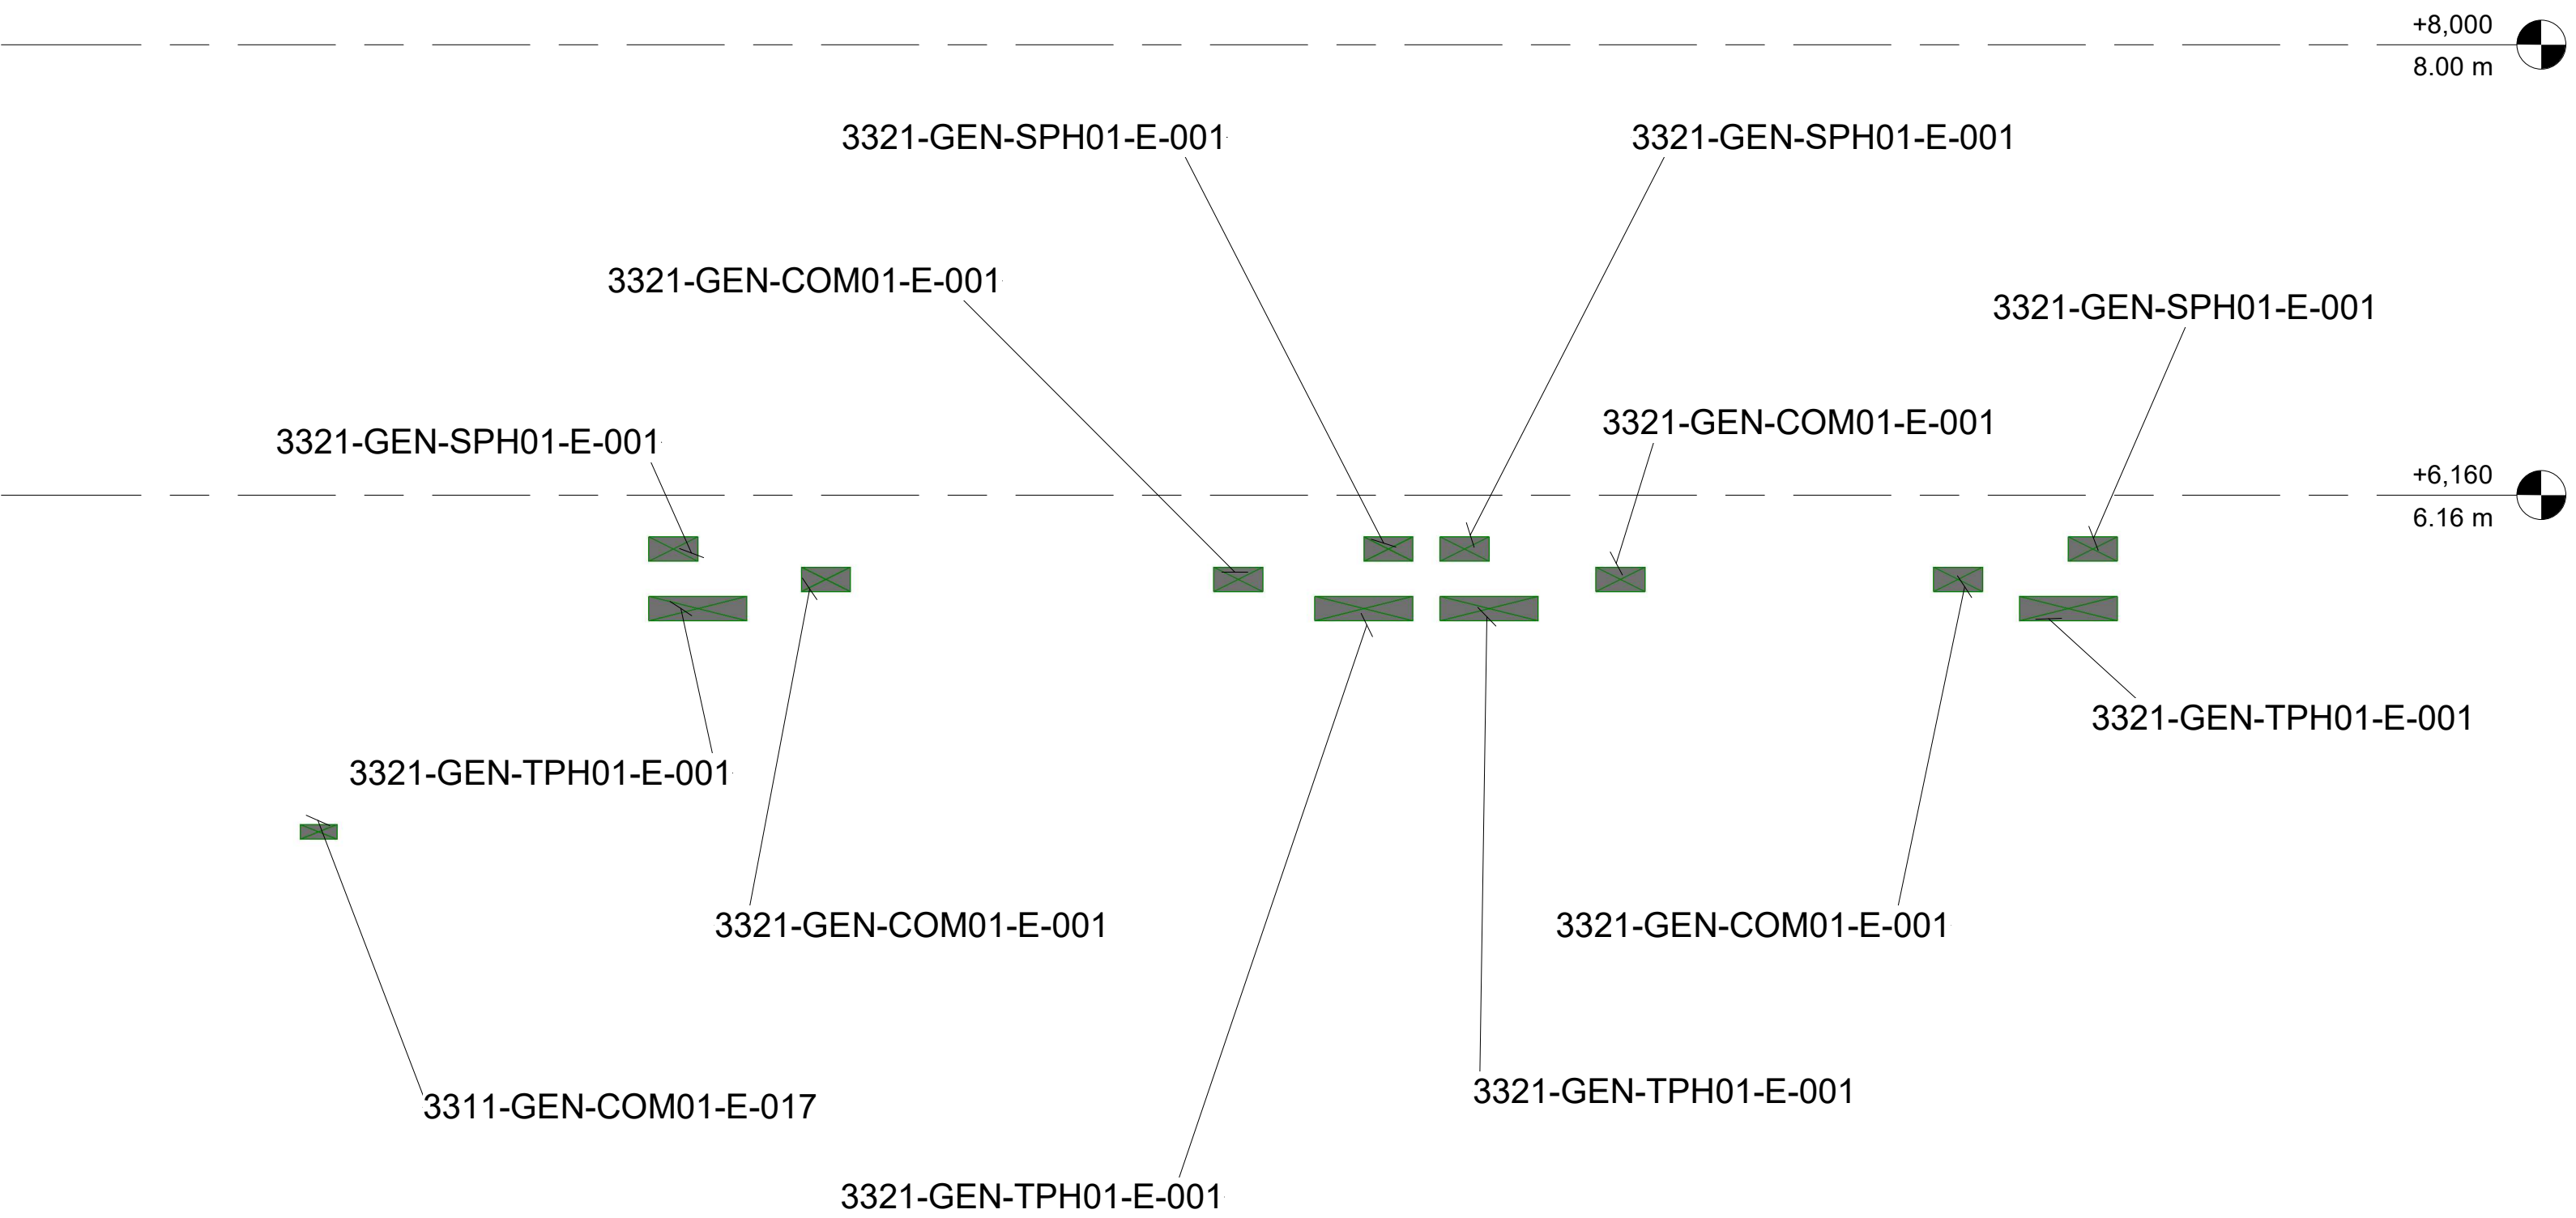 +8,000
8.00 m
3321-GEN-SPH01-E-001
3321-GEN-SPH01-E-001
3321-GEN-COM01-E-001
3321-GEN-SPH01-E-001
3321-GEN-COM01-E-001
3321-GEN-SPH01-E-001
+6,160
6.16 m
3321-GEN-TPH01-E-001
3321-GEN-TPH01-E-001
3321-GEN-COM01-E-001
3321-GEN-COM01-E-001
3321-GEN-TPH01-E-001
3311-GEN-COM01-E-017
3321-GEN-TPH01-E-001